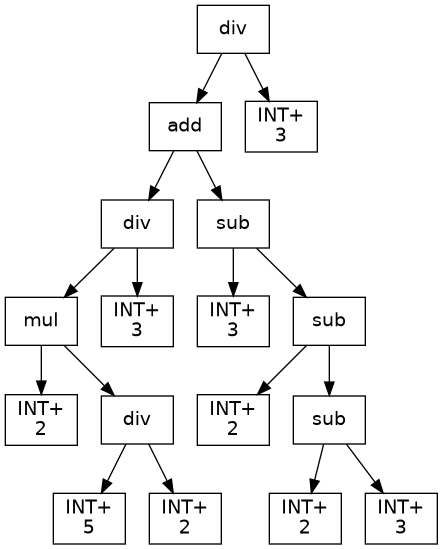 div
add
INT+
3
div
sub
mul
INT+
3
INT+
3
sub
INT+
2
div
INT+
2
sub
INT+
5
INT+
2
INT+
2
INT+
3